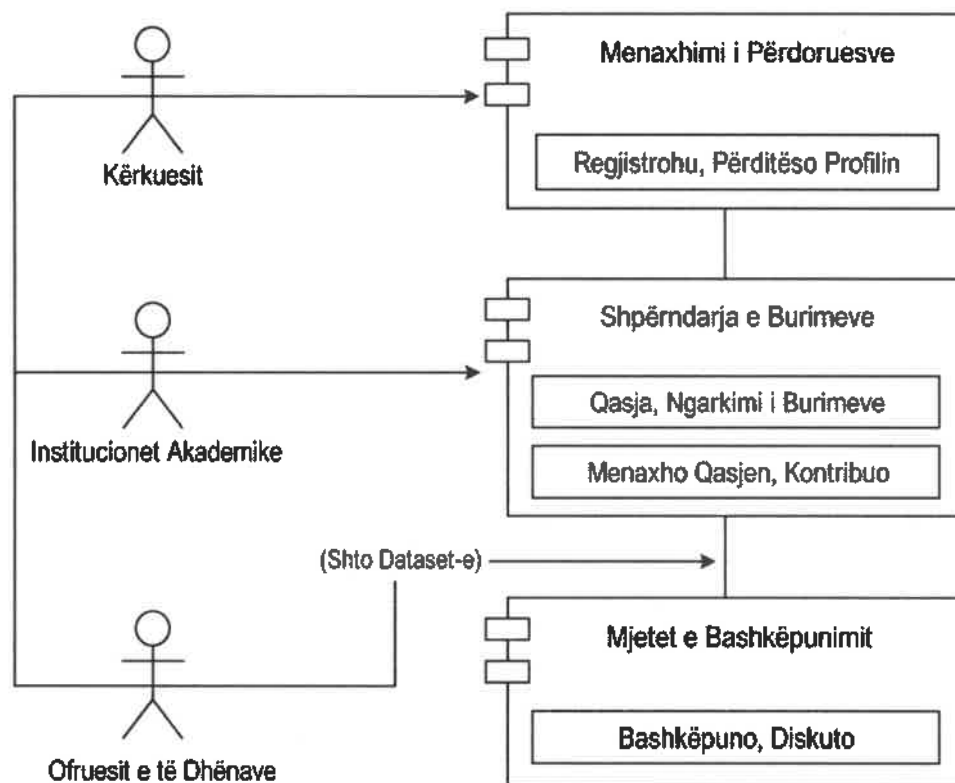 Menaxhimi i Përdoruesve
Regjistrohu, Përditëso Profilin
Kërkuesit
Shpërndarja e Burimeve
Qasja, Ngarkimi i Burimeve
Menaxho Qasjen, Kontribuo
Institucionet Akademike
(Shto Dataset-e)
Mjetet e Bashkëpunimit
Bashkëpuno, Diskuto
Ofruesit e të Dhënave